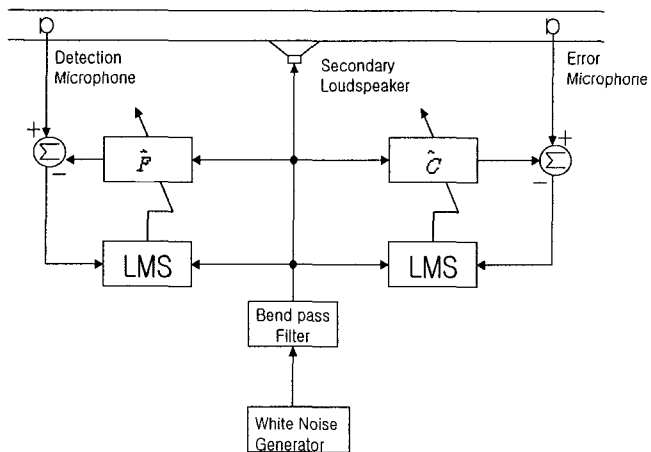 Detection
Microphone
Secondary
Loudspeaker
Error
Microphone
+
Σ
−
F̂
Ĉ
+
Σ
−
LMS
LMS
Bend pass
Filter
White Noise
Generator